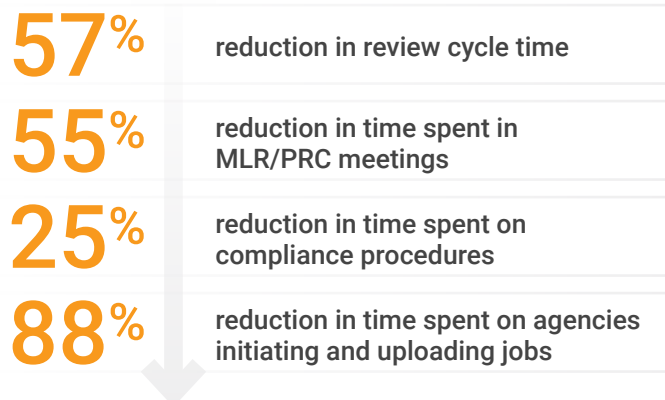 57% reduction in review cycle time
55% reduction in time spent in
MLR/PRC meetings
25% reduction in time spent on
compliance procedures
88% reduction in time spent on agencies
initiating and uploading jobs